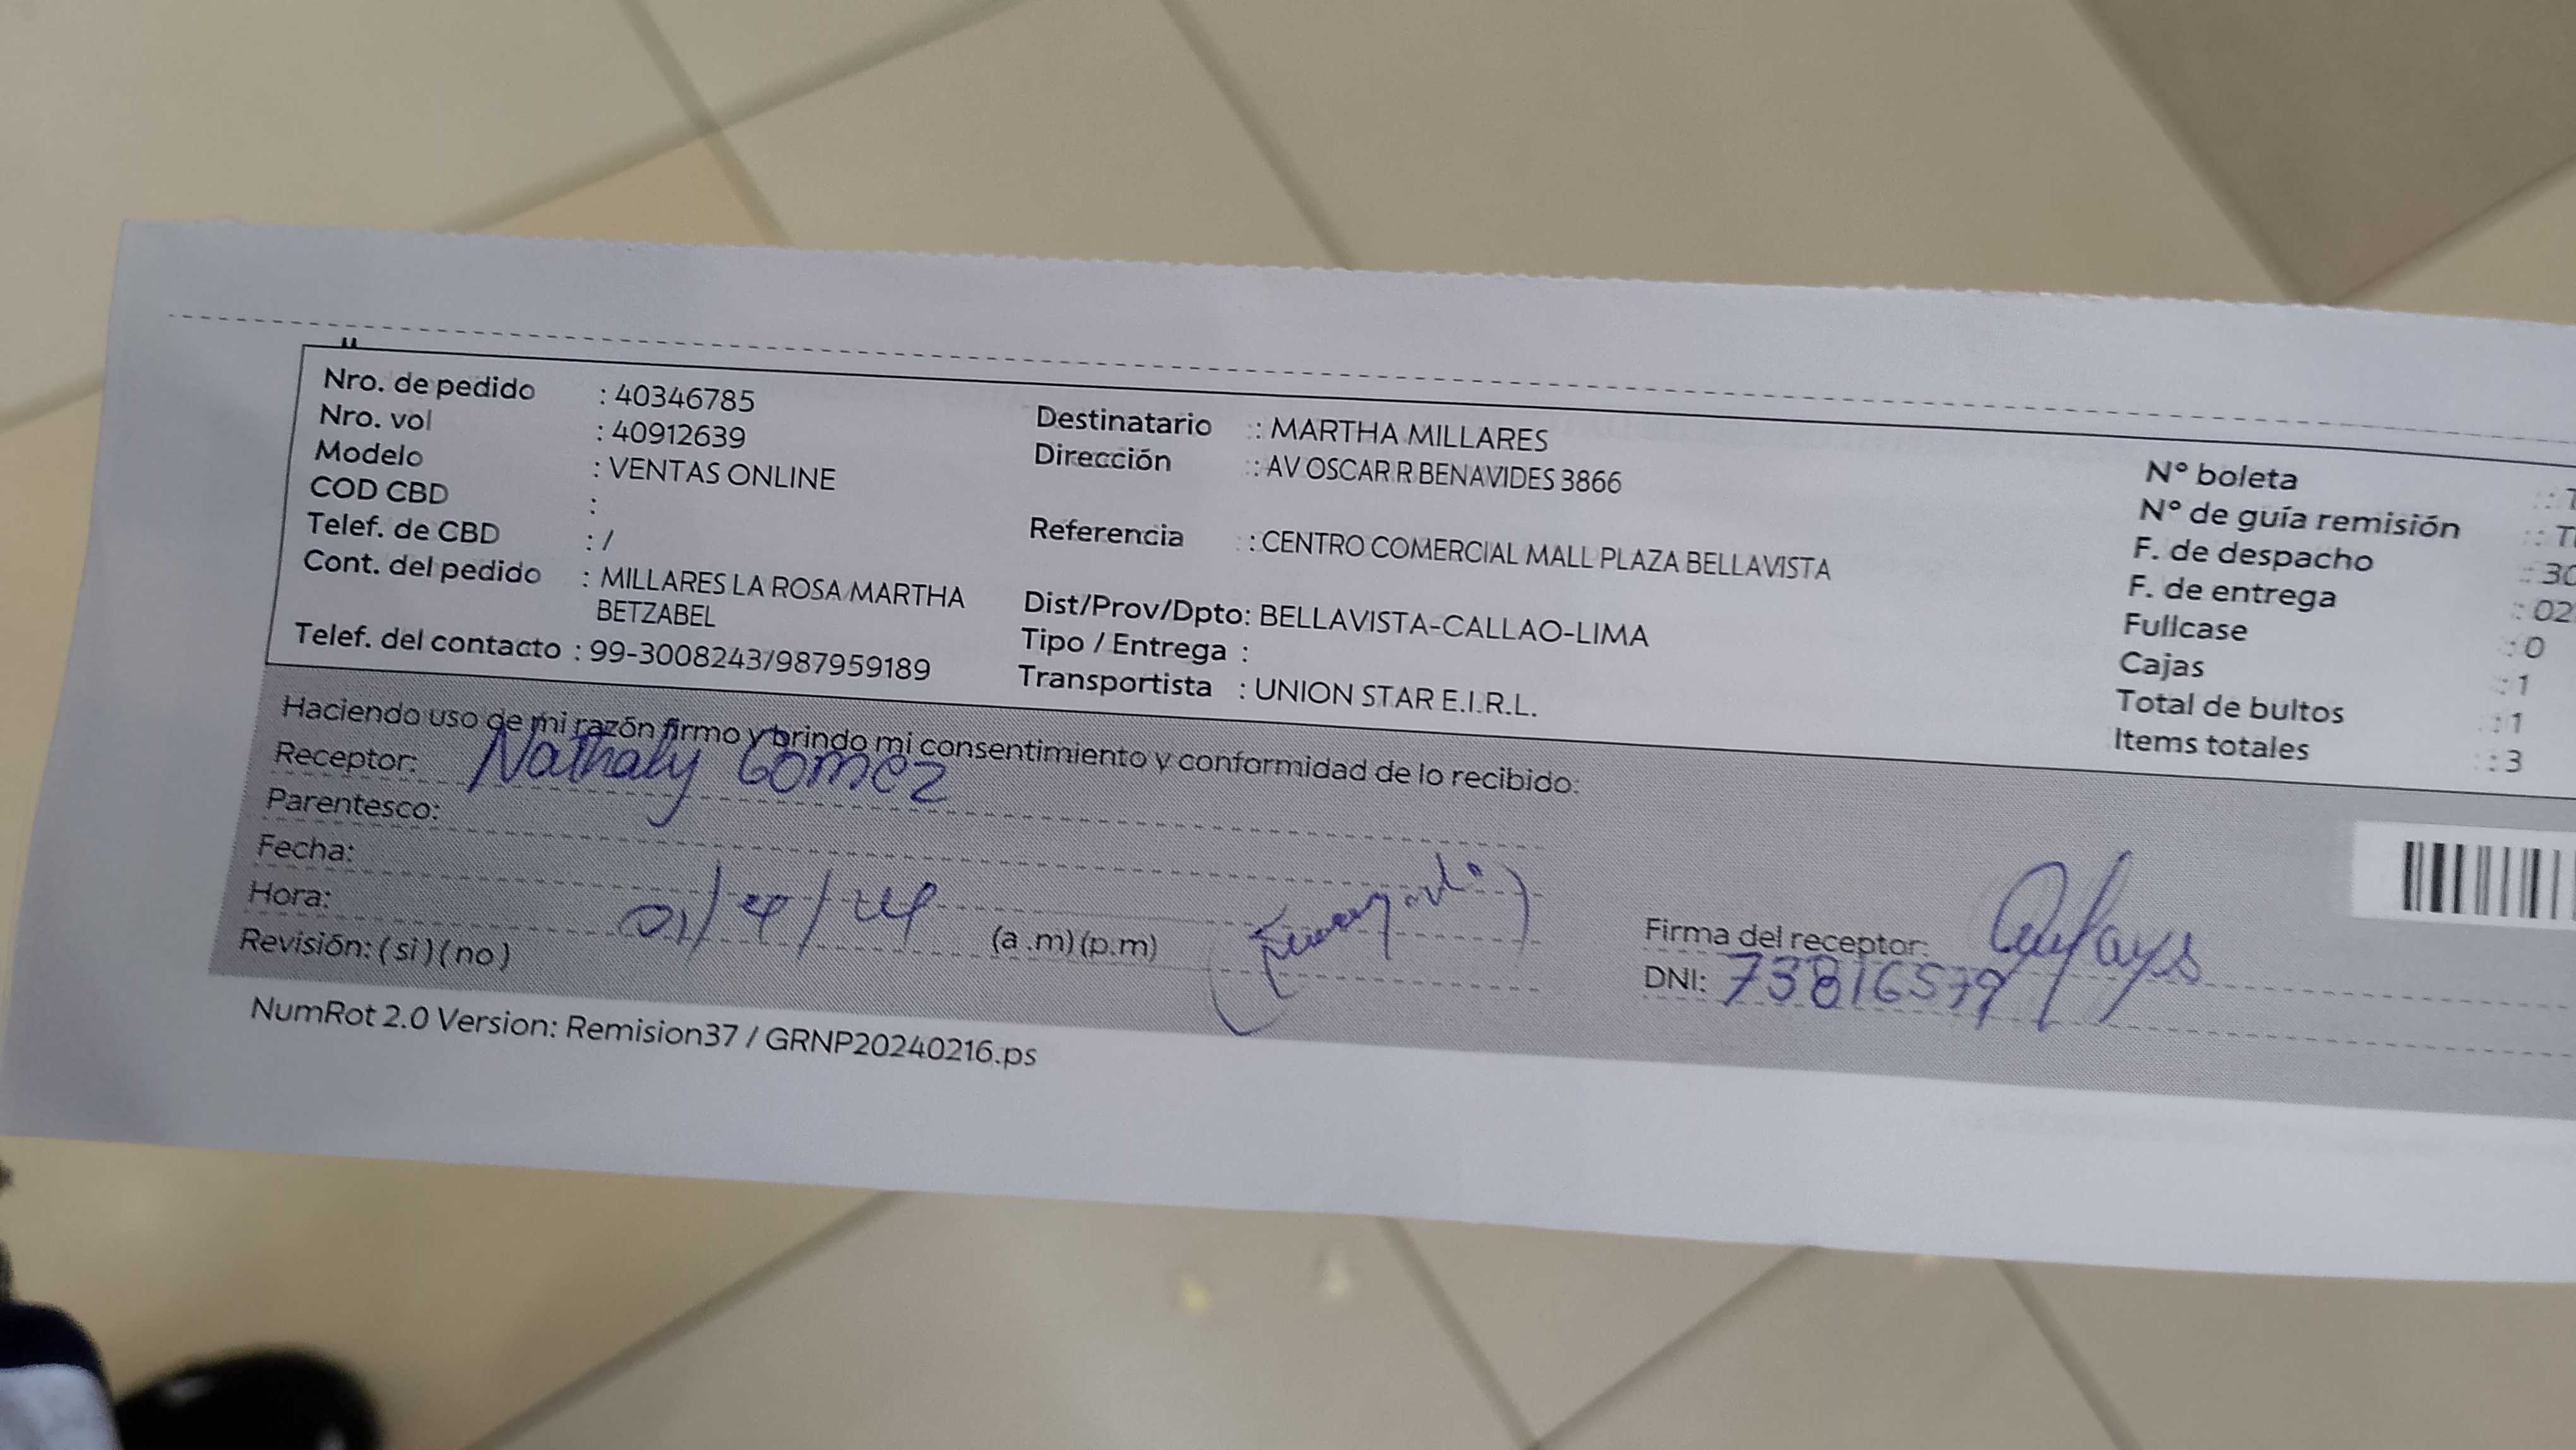 Nro. de pedido : 40346785
Nro. vol : 40912639
Modelo : VENTAS ONLINE
COD CBD :
Telef. de CBD : /
Cont. del pedido : MILLARES LA ROSA MARTHA
BETZABEL
Telef. del contacto : 99-3008243/987959189
Destinatario : MARTHA MILLARES
Dirección : AV OSCAR R BENAVIDES 3866
Referencia : CENTRO COMERCIAL MALL PLAZA BELLAVISTA
Dist/Prov/Dpto: BELLAVISTA-CALLAO-LIMA
Tipo / Entrega :
Transportista : UNION STAR E.I.R.L.
N° boleta : T
N° de guía remisión : T
F. de despacho : 30
F. de entrega : 02
Fullcase : 0
Cajas : 1
Total de bultos : 1
Items totales : 3
Haciendo uso de mi razón firmo y brindo mi consentimiento y conformidad de lo recibido:
Receptor: Nathaly Gomez
Parentesco:
Fecha:
Hora: (a .m) (p.m)
Revisión: (si) (no)
Firma del receptor:
DNI: 73816579
NumRot 2.0 Version: Remision37 / GRNP20240216.ps